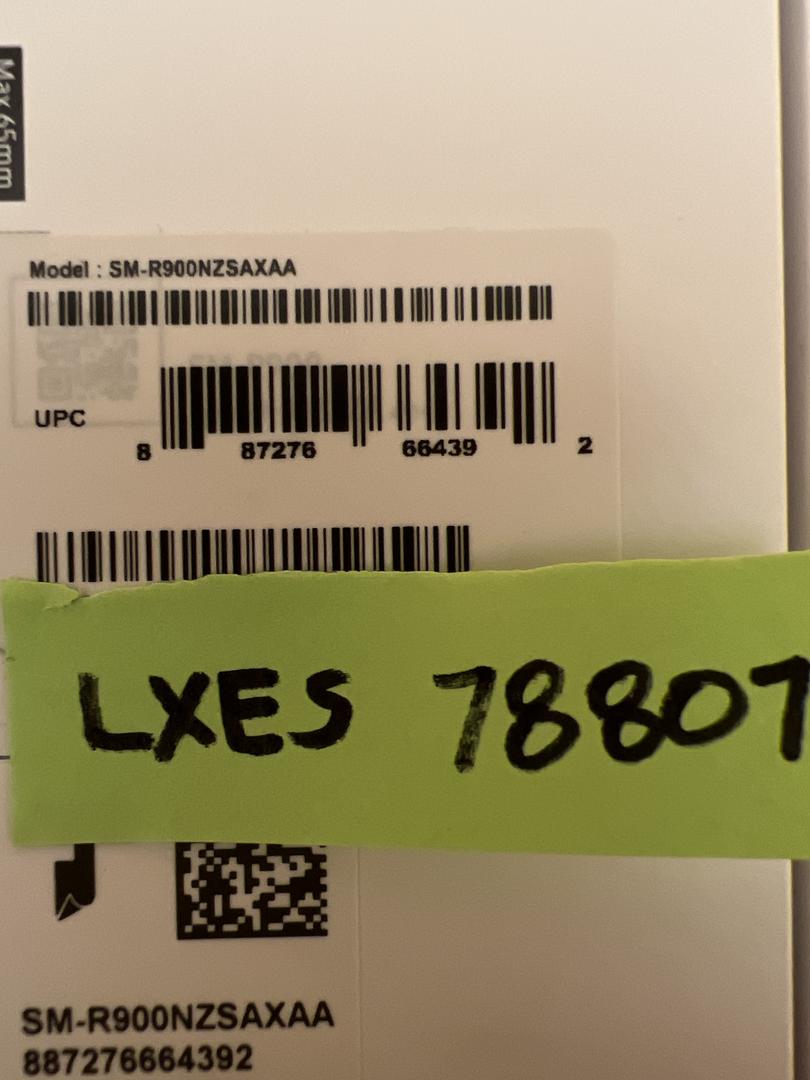 Max 65mm
Model : SM-R900NZSAXAA
UPC
8 87276 66439 2
LXES 78807
SM-R900NZSAXAA
887276664392